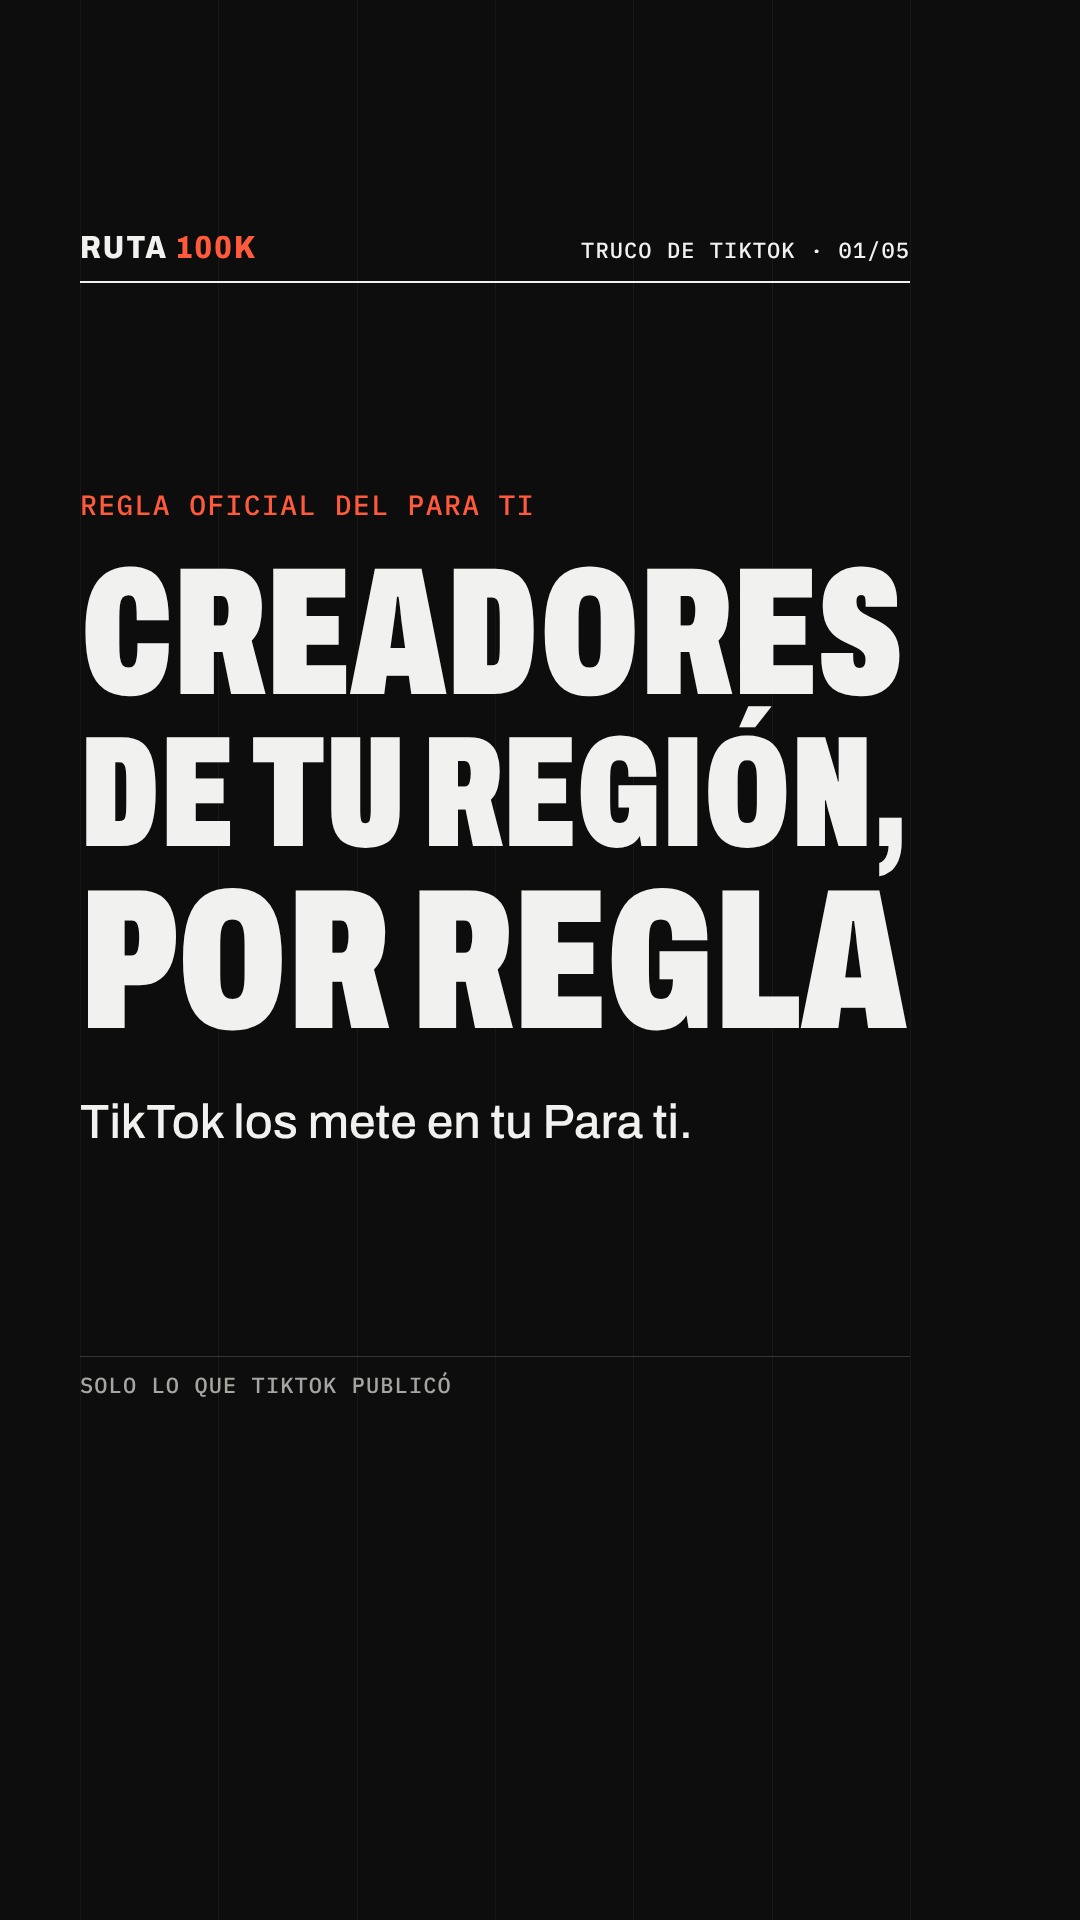 RUTA 100K
TRUCO DE TIKTOK · 01/05
REGLA OFICIAL DEL PARA TI
CREADORES
DE TU REGIÓN,
POR REGLA
TikTok los mete en tu Para ti.
SOLO LO QUE TIKTOK PUBLICÓ